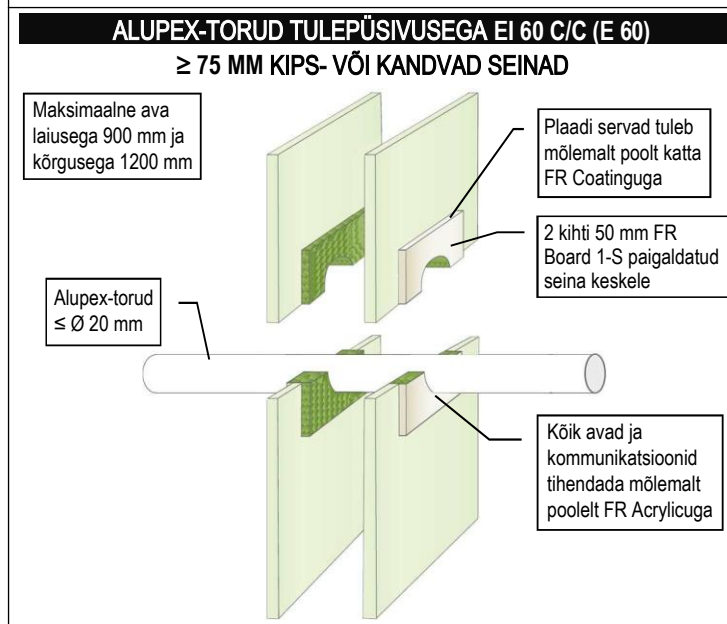 ALUPEX-TORUD TULEPÜSIVUSEGA EI 60 C/C (E 60)
≥ 75 MM KIPS- VÕI KANDVAD SEINAD
Maksimaalne ava
laiusega 900 mm ja
kõrgusega 1200 mm
Plaadi servad tuleb
mõlemalt poolt katta
FR Coatinguga
2 kihti 50 mm FR
Board 1-S paigaldatud
seina keskele
Alupex-torud
≤ Ø 20 mm
Kõik avad ja
kommunikatsioonid
tihendada mõlemalt
poolelt FR Acrylicuga